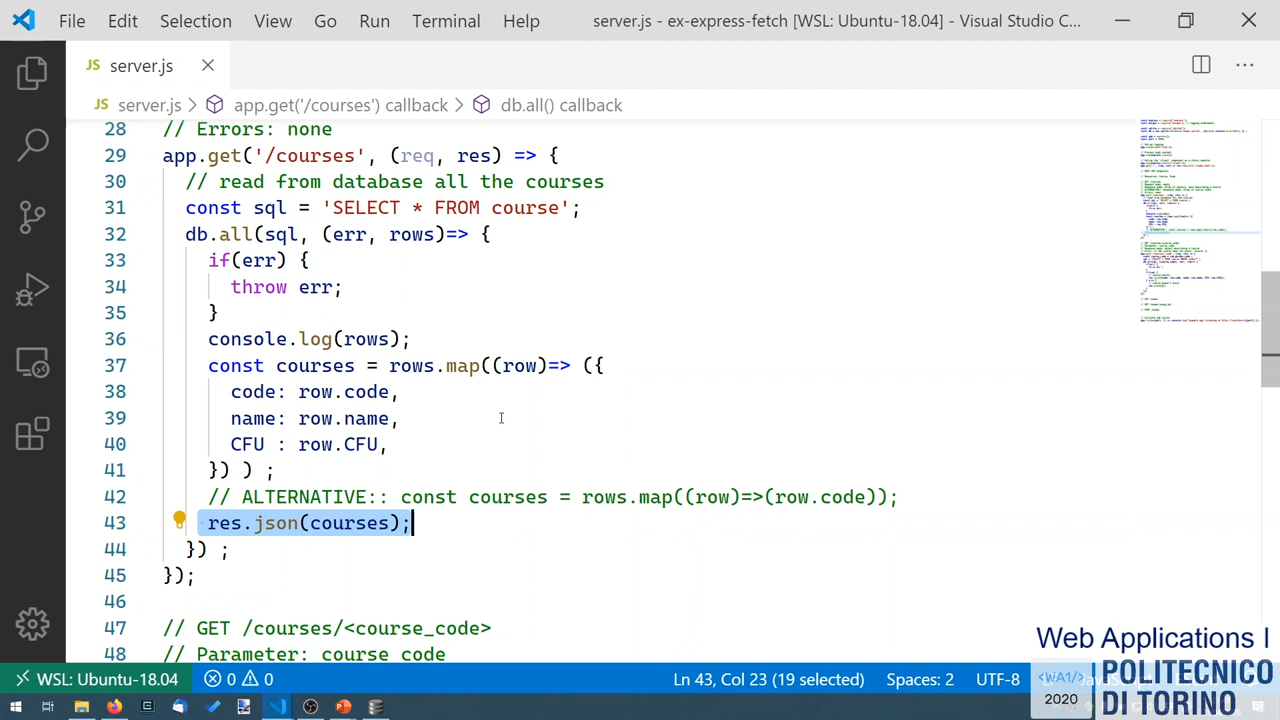 File Edit Selection View Go Run Terminal Help server.js - ex-express-fetch [WSL: Ubuntu-18.04] - Visual Studio C...
JS server.js
JS server.js > app.get('/courses') callback > db.all() callback
28 // Errors: none
29 app.get('/courses', (req, res) => {
30 // read from database all the courses
31 const sql = 'SELECT * FROM course';
32 db.all(sql, (err, rows) => {
33 if(err) {
34 throw err;
35 }
36 console.log(rows);
37 const courses = rows.map((row)=> ({
38 code: row.code,
39 name: row.name,
40 CFU : row.CFU,
41 }) ) ;
42 // ALTERNATIVE:: const courses = rows.map((row)=>(row.code));
43 res.json(courses);
44 }) ;
45 });
46
47 // GET /courses/<course_code>
48 // Parameter: course code
Web Applications I
POLITECNICO
DI TORINO
<WA1/>
2020
WSL: Ubuntu-18.04 0 0 Ln 43, Col 23 (19 selected) Spaces: 2 UTF-8